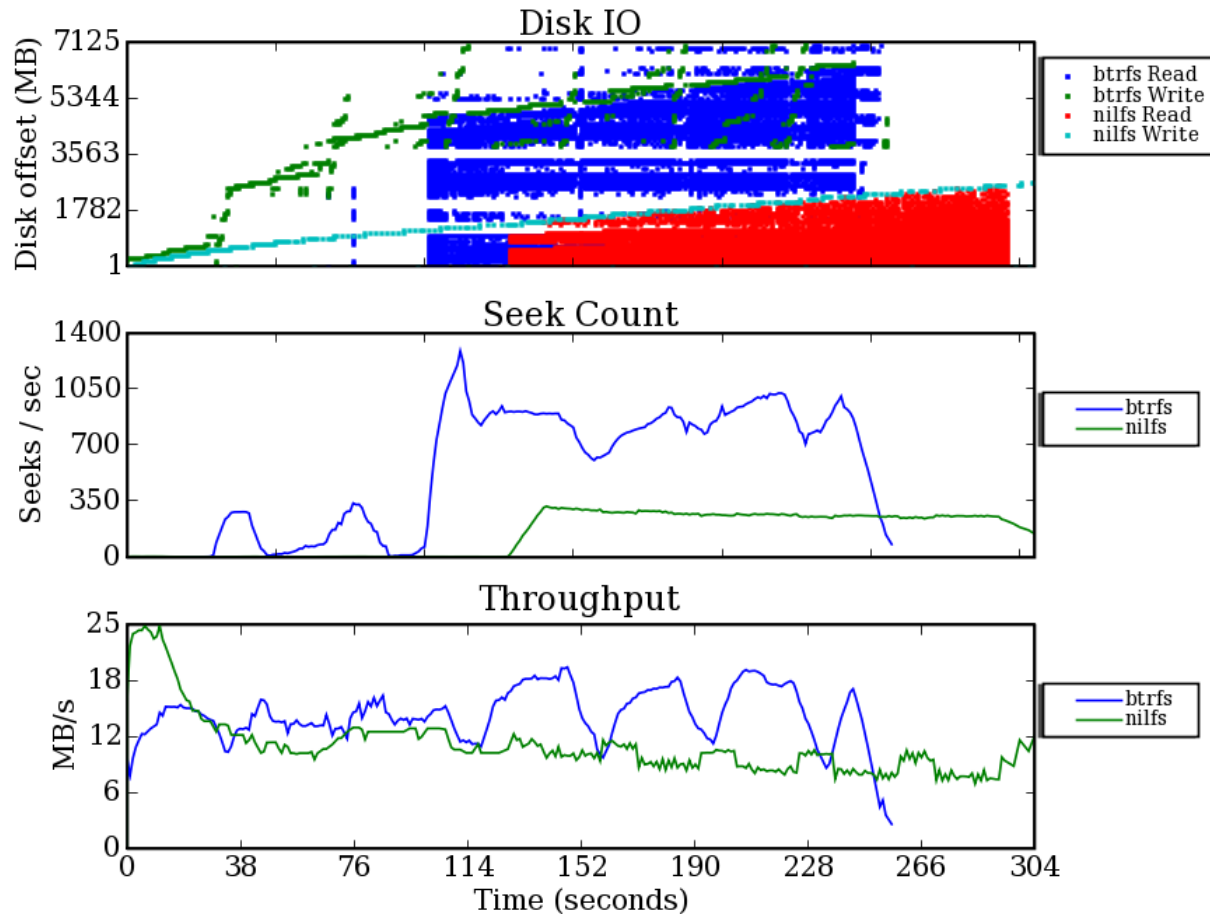 Disk IO
Disk offset (MB)
7125
5344
3563
1782
1
btrfs Read
btrfs Write
nilfs Read
nilfs Write
Seek Count
Seeks / sec
1400
1050
700
350
0
btrfs
nilfs
Throughput
MB/s
25
18
12
6
0
btrfs
nilfs
0 38 76 114 152 190 228 266 304
Time (seconds)